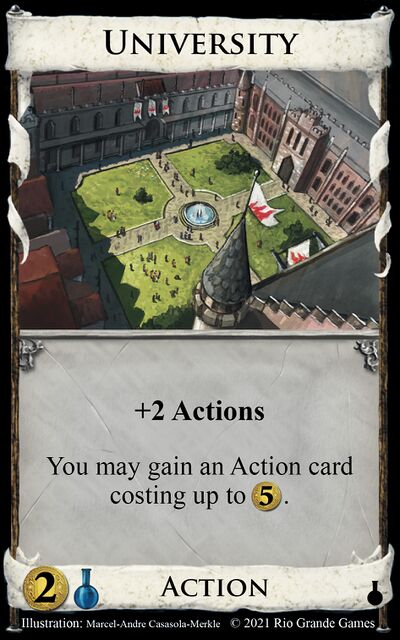 UNIVERSITY
+2 Actions
You may gain an Action card
costing up to 5.
2 ACTION
Illustration: Marcel-Andre Casasola-Merkle © 2021 Rio Grande Games